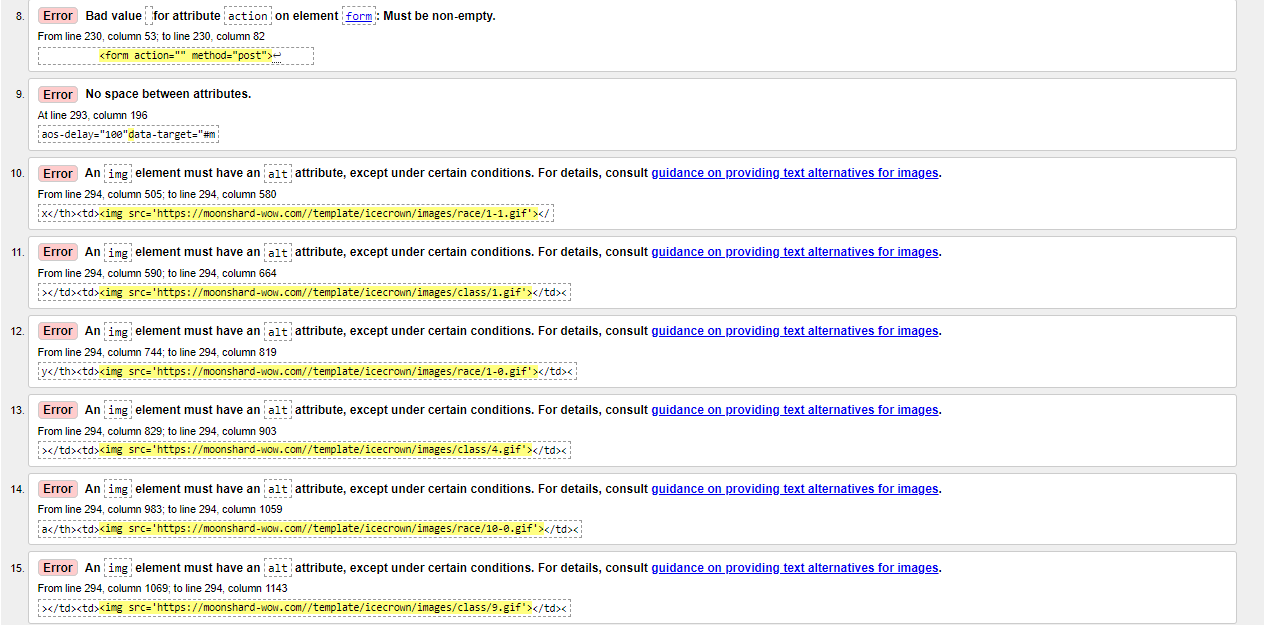 8. Error Bad value for attribute action on element form: Must be non-empty.
From line 230, column 53; to line 230, column 82
<form action="" method="post">↩
9. Error No space between attributes.
At line 293, column 196
aos-delay="100"data-target="#m
10. Error An img element must have an alt attribute, except under certain conditions. For details, consult guidance on providing text alternatives for images.
From line 294, column 505; to line 294, column 580
x</th><td><img src='https://moonshard-wow.com//template/icecrown/images/race/1-1.gif'></
11. Error An img element must have an alt attribute, except under certain conditions. For details, consult guidance on providing text alternatives for images.
From line 294, column 590; to line 294, column 664
></td><td><img src='https://moonshard-wow.com//template/icecrown/images/class/1.gif'></td><
12. Error An img element must have an alt attribute, except under certain conditions. For details, consult guidance on providing text alternatives for images.
From line 294, column 744; to line 294, column 819
y</th><td><img src='https://moonshard-wow.com//template/icecrown/images/race/1-0.gif'></td><
13. Error An img element must have an alt attribute, except under certain conditions. For details, consult guidance on providing text alternatives for images.
From line 294, column 829; to line 294, column 903
></td><td><img src='https://moonshard-wow.com//template/icecrown/images/class/4.gif'></td><
14. Error An img element must have an alt attribute, except under certain conditions. For details, consult guidance on providing text alternatives for images.
From line 294, column 983; to line 294, column 1059
a</th><td><img src='https://moonshard-wow.com//template/icecrown/images/race/10-0.gif'></td><
15. Error An img element must have an alt attribute, except under certain conditions. For details, consult guidance on providing text alternatives for images.
From line 294, column 1069; to line 294, column 1143
></td><td><img src='https://moonshard-wow.com//template/icecrown/images/class/9.gif'></td><